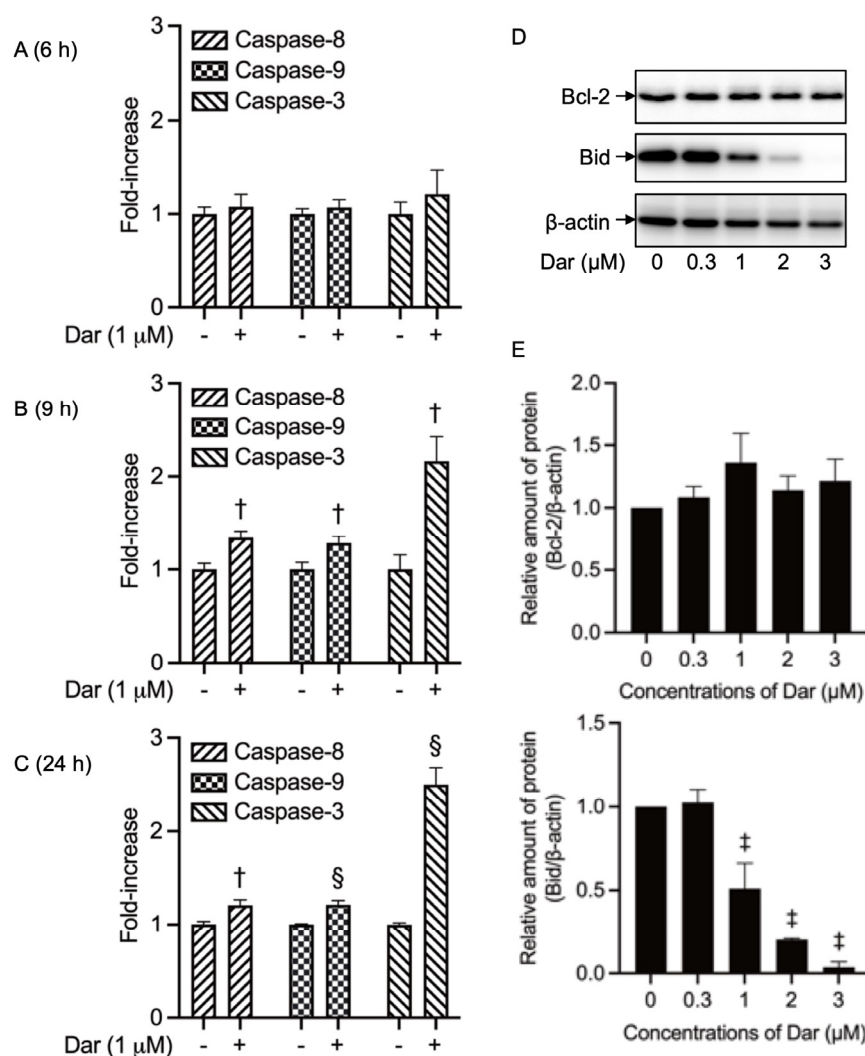 A (6 h)
Fold-increase
3
2
1
0
Caspase-8
Caspase-9
Caspase-3
Dar (1 μM)
- + - + - +
B (9 h)
Fold-increase
3
2
1
0
Caspase-8
Caspase-9
Caspase-3
† † †
Dar (1 μM)
- + - + - +
C (24 h)
Fold-increase
3
2
1
0
Caspase-8
Caspase-9
Caspase-3
† § §
Dar (1 μM)
- + - + - +
D
Bcl-2
Bid
β-actin
Dar (μM) 0 0.3 1 2 3
E
Relative amount of protein
(Bcl-2/β-actin)
2.0
1.5
1.0
0.5
0.0
0 0.3 1 2 3
Concentrations of Dar (μM)
Relative amount of protein
(Bid/β-actin)
1.5
1.0
0.5
0.0
‡ ‡ ‡
0 0.3 1 2 3
Concentrations of Dar (μM)